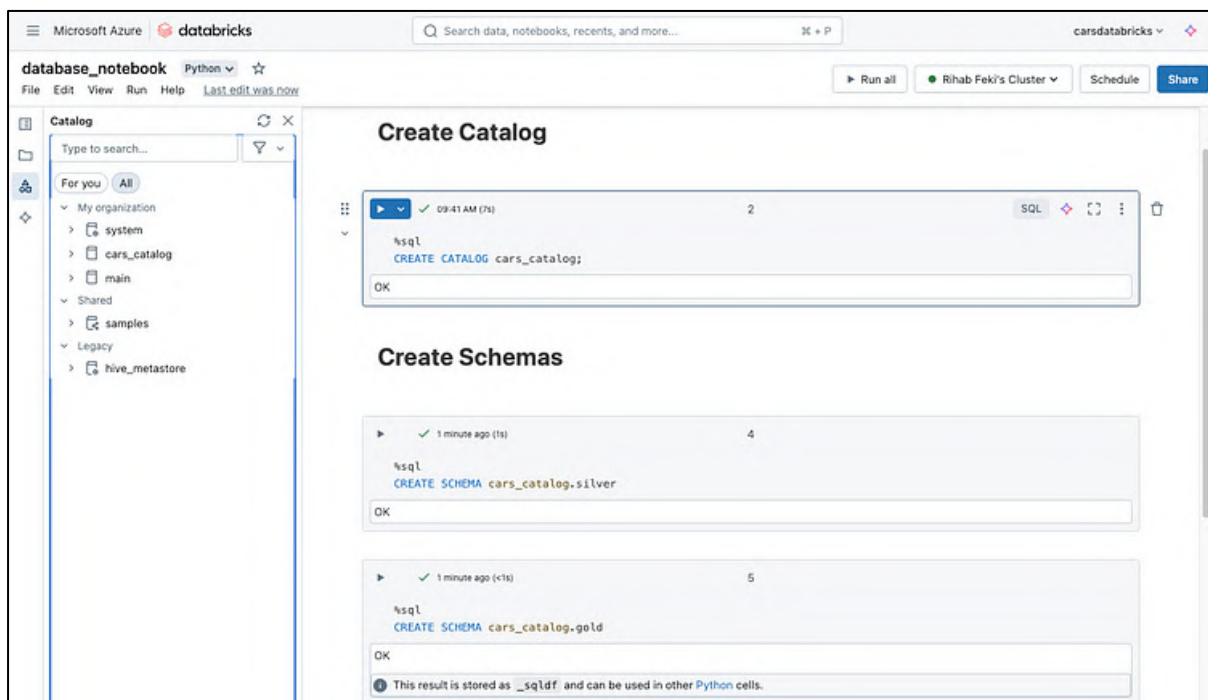 Microsoft Azure databricks Search data, notebooks, recents, and more... ⌘ + P carsdatabricks
database_notebook Python
File Edit View Run Help Last edit was now
Run all Rihab Feki's Cluster Schedule Share
Catalog
Type to search...
For you All
My organization
system
cars_catalog
main
Shared
samples
Legacy
hive_metastore
Create Catalog
09:41 AM (7s) 2 SQL
%sql
CREATE CATALOG cars_catalog;
OK
Create Schemas
1 minute ago (1s) 4
%sql
CREATE SCHEMA cars_catalog.silver
OK
1 minute ago (<1s) 5
%sql
CREATE SCHEMA cars_catalog.gold
OK
This result is stored as _sqldf and can be used in other Python cells.